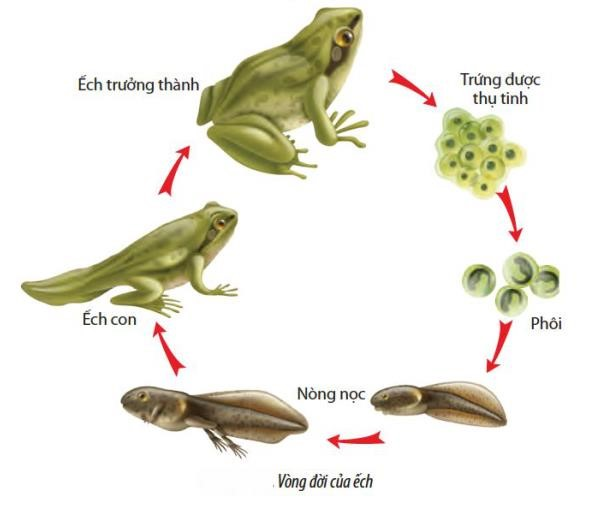 Ếch trưởng thành
Trứng được
thụ tinh
Phôi
Nòng nọc
Ếch con
Vòng đời của ếch